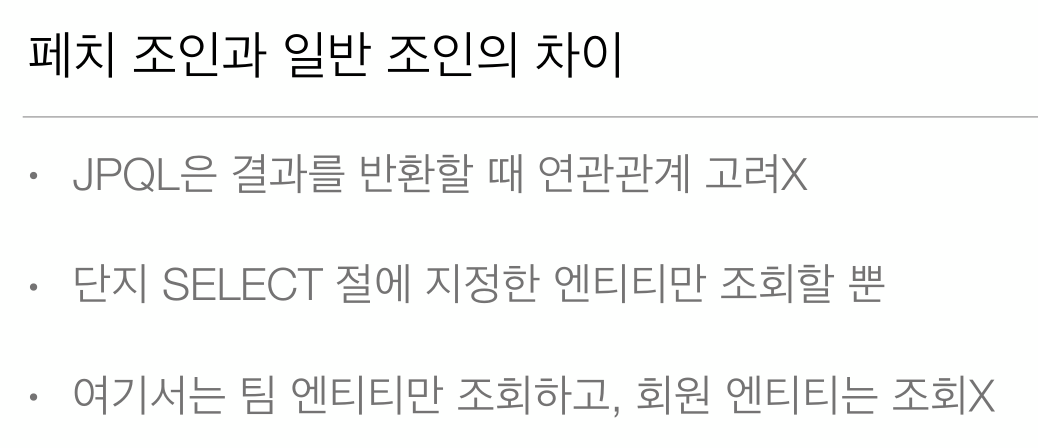 페치 조인과 일반 조인의 차이
• JPQL은 결과를 반환할 때 연관관계 고려X
• 단지 SELECT 절에 지정한 엔티티만 조회할 뿐
• 여기서는 팀 엔티티만 조회하고, 회원 엔티티는 조회X